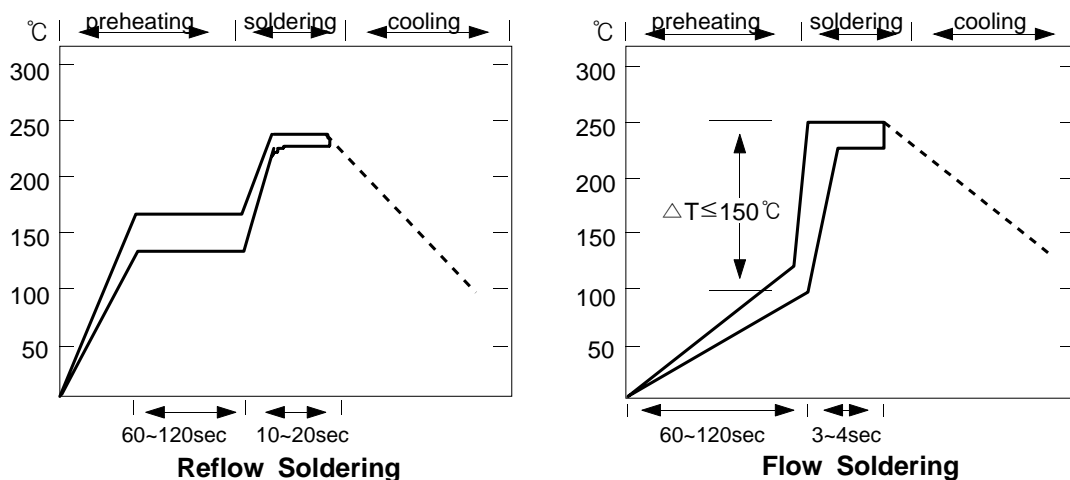 preheating soldering cooling
℃
300
250
200
150
100
50
60~120sec 10~20sec
Reflow Soldering
preheating soldering cooling
℃
300
250
200
150
100
50
△T≤150℃
60~120sec 3~4sec
Flow Soldering